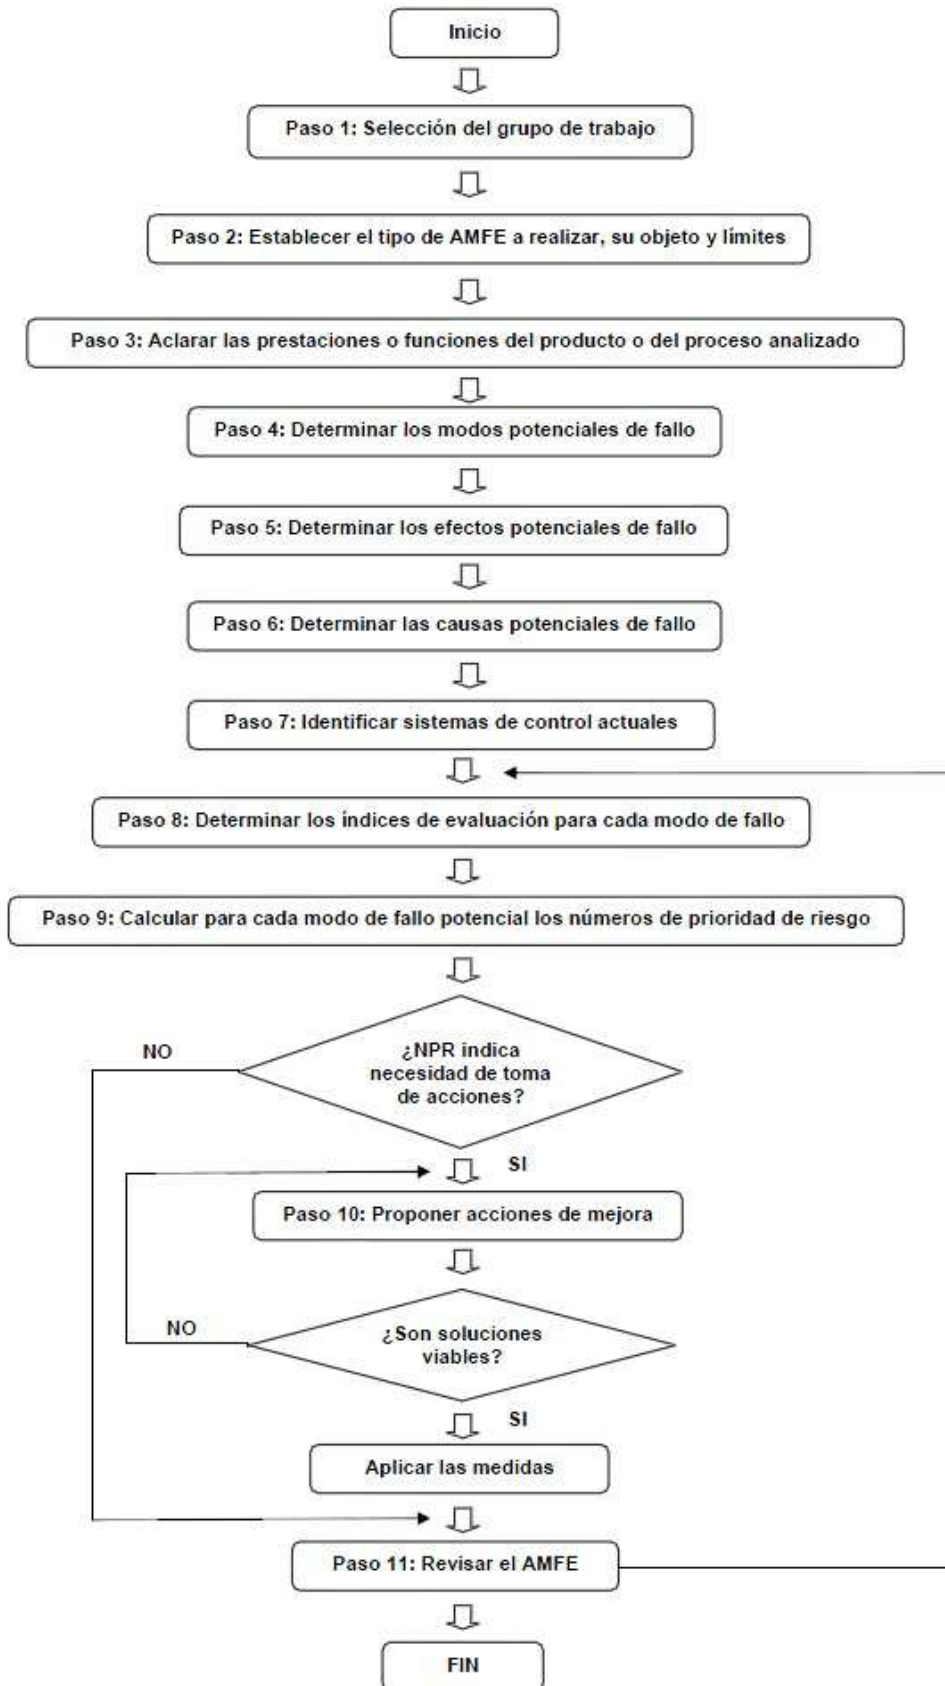 Inicio
Paso 1: Selección del grupo de trabajo
Paso 2: Establecer el tipo de AMFE a realizar, su objeto y límites
Paso 3: Aclarar las prestaciones o funciones del producto o del proceso analizado
Paso 4: Determinar los modos potenciales de fallo
Paso 5: Determinar los efectos potenciales de fallo
Paso 6: Determinar las causas potenciales de fallo
Paso 7: Identificar sistemas de control actuales
Paso 8: Determinar los índices de evaluación para cada modo de fallo
Paso 9: Calcular para cada modo de fallo potencial los números de prioridad de riesgo
NO
¿NPR indica
necesidad de toma
de acciones?
SI
Paso 10: Proponer acciones de mejora
NO
¿Son soluciones
viables?
SI
Aplicar las medidas
Paso 11: Revisar el AMFE
FIN